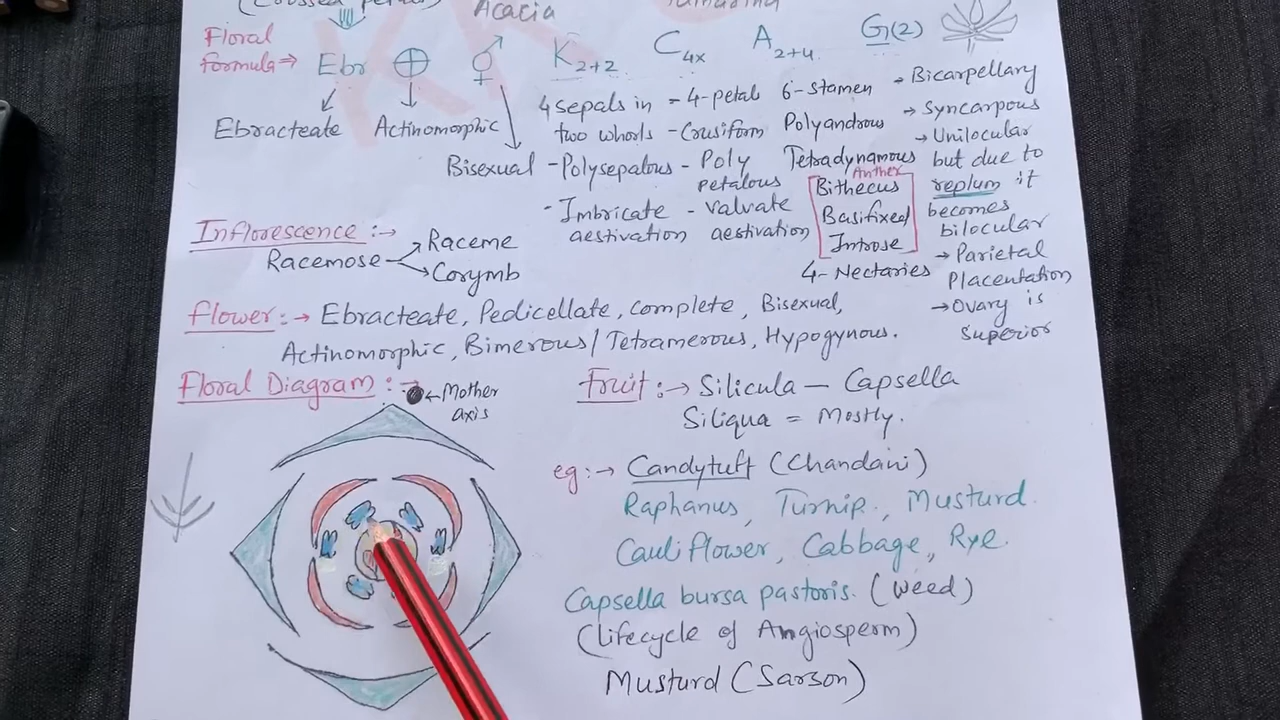 Acacia
Floral formula ⇒ Ebr ⊕ ⚥ K2+2 C4x A2+4 G(2)
Ebracteate
Actinomorphic
Bisexual
4 sepals in
two whorls
- Polysepalous
- Imbricate
aestivation
= 4-petal
- Crusiform
- Poly
petalous
- Valvate
aestivation
6-stamen
Polyandrous
Tetradynamous
Anther
Bithecus
Basifixed
Introse
4-Nectaries
→ Bicarpellary
→ Syncarpous
→ Unilocular
but due to
replum it
becomes
bilocular
→ Parietal
Placentation
→ Ovary is
Superior
Inflorescence :→
Racemose
Raceme
Corymb
Flower :→ Ebracteate, Pedicellate, Complete, Bisexual,
Actinomorphic, Bimerous/Tetramerous, Hypogynous.
Floral Diagram :→
← Mother
axis
Fruit :→ Silicula — Capsella
Siliqua = Mostly.
eg :→ Candytuft (Chandani)
Raphanus, Turnip, Musturd.
Cauliflower, Cabbage, Rye.
Capsella bursa pastoris. (Weed)
(lifecycle of Angiosperm)
Musturd (Sarson)